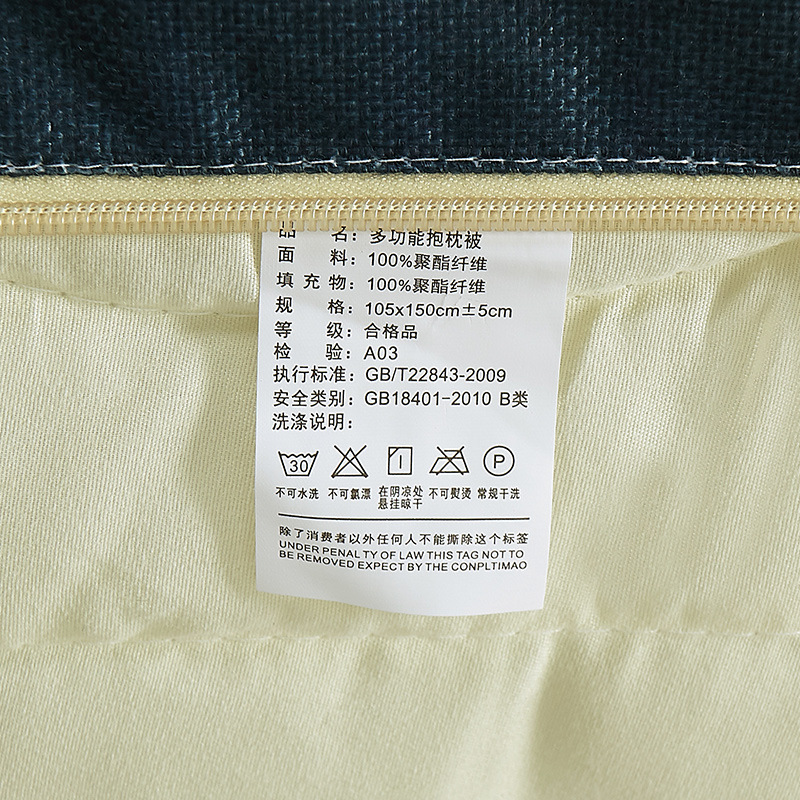 品 名：多功能抱枕被
面 料：100%聚酯纤维
填 充 物：100%聚酯纤维
规 格：105x150cm±5cm
等 级：合格品
检 验：A03
执行标准：GB/T22843-2009
安全类别：GB18401-2010 B类
洗涤说明：
30 P
不可水洗 不可氯漂 在阴凉处悬挂晾干 不可熨烫 常规干洗
除了消费者以外任何人不能撕除这个标签
UNDER PENAL TY OF LAW THIS TAG NOT TO
BE REMOVED EXPECT BY THE CONPLTIMAO